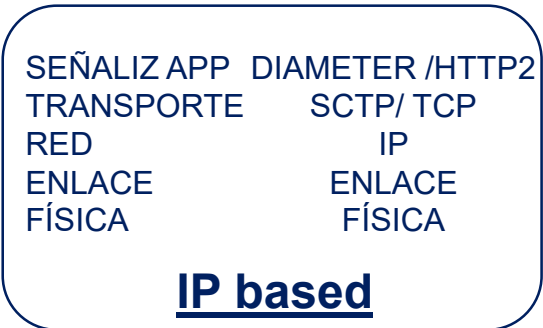 SEÑALIZ APP DIAMETER /HTTP2
TRANSPORTE SCTP/ TCP
RED IP
ENLACE ENLACE
FÍSICA FÍSICA
IP based